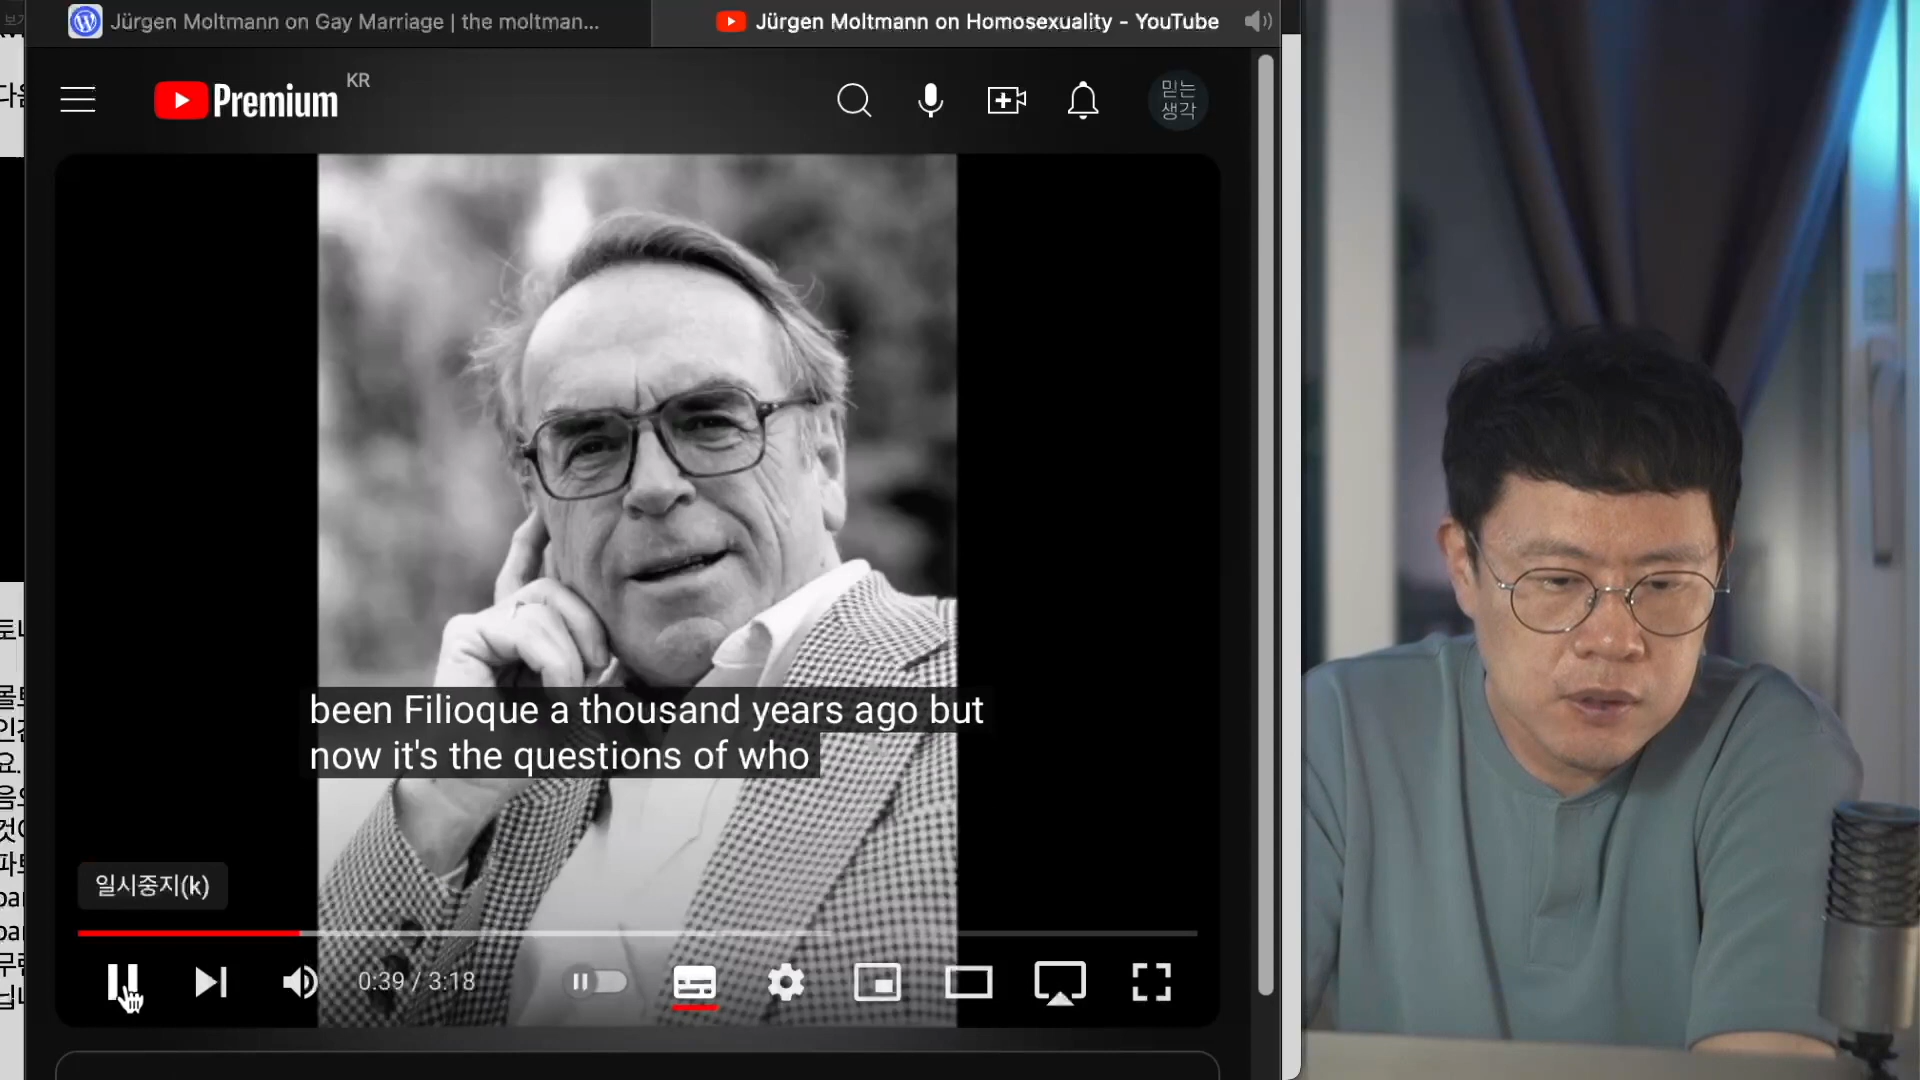 Jürgen Moltmann on Gay Marriage | the moltman...
Jürgen Moltmann on Homosexuality - YouTube
Premium KR
믿는
생각
been Filioque a thousand years ago but
now it's the questions of who
일시중지(k)
0:39 / 3:18